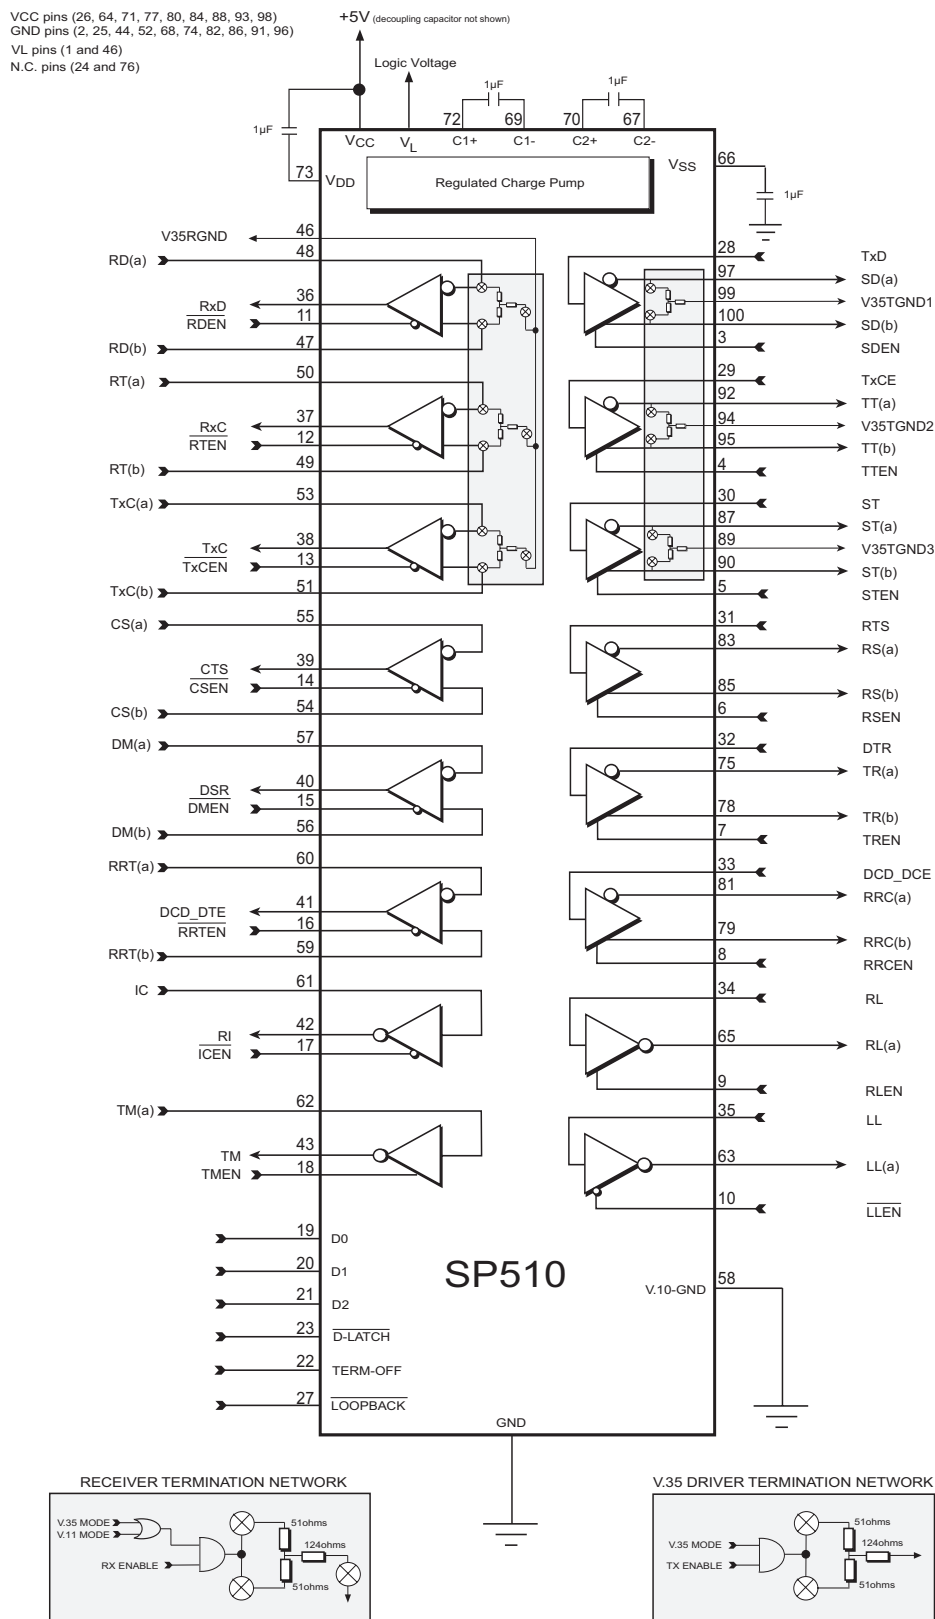 VCC pins (26, 64, 71, 77, 80, 84, 88, 93, 98)
GND pins (2, 25, 44, 52, 68, 74, 82, 86, 91, 96)
VL pins (1 and 46)
N.C. pins (24 and 76)
+5V (decoupling capacitor not shown)
Logic Voltage
1µF
1µF
1µF
72 69 70 67
VCC VL C1+ C1- C2+ C2-
73 VDD
Regulated Charge Pump
VSS 66
1µF
V35RGND 46
RD(a) 48
RxD 36
RDEN 11
RD(b) 47
RT(a) 50
RxC 37
RTEN 12
RT(b) 49
TxC(a) 53
TxC 38
TxCEN 13
TxC(b) 51
CS(a) 55
CTS 39
CSEN 14
CS(b) 54
DM(a) 57
DSR 40
DMEN 15
DM(b) 56
RRT(a) 60
DCD_DTE 41
RRTEN 16
RRT(b) 59
IC 61
RI 42
ICEN 17
TM(a) 62
TM 43
TMEN 18
19 D0
20 D1
21 D2
23 D-LATCH
22 TERM-OFF
27 LOOPBACK
28 TxD
97 SD(a)
99 V35TGND1
100 SD(b)
3 SDEN
29 TxCE
92 TT(a)
94 V35TGND2
95 TT(b)
4 TTEN
30 ST
87 ST(a)
89 V35TGND3
90 ST(b)
5 STEN
31 RTS
83 RS(a)
85 RS(b)
6 RSEN
32 DTR
75 TR(a)
78 TR(b)
7 TREN
33 DCD_DCE
81 RRC(a)
79 RRC(b)
8 RRCEN
34 RL
65 RL(a)
9 RLEN
35 LL
63 LL(a)
10 LLEN
SP510
V.10-GND 58
GND
RECEIVER TERMINATION NETWORK
V.35 MODE
V.11 MODE
RX ENABLE
51ohms
124ohms
51ohms
V.35 DRIVER TERMINATION NETWORK
V.35 MODE
TX ENABLE
51ohms
124ohms
51ohms